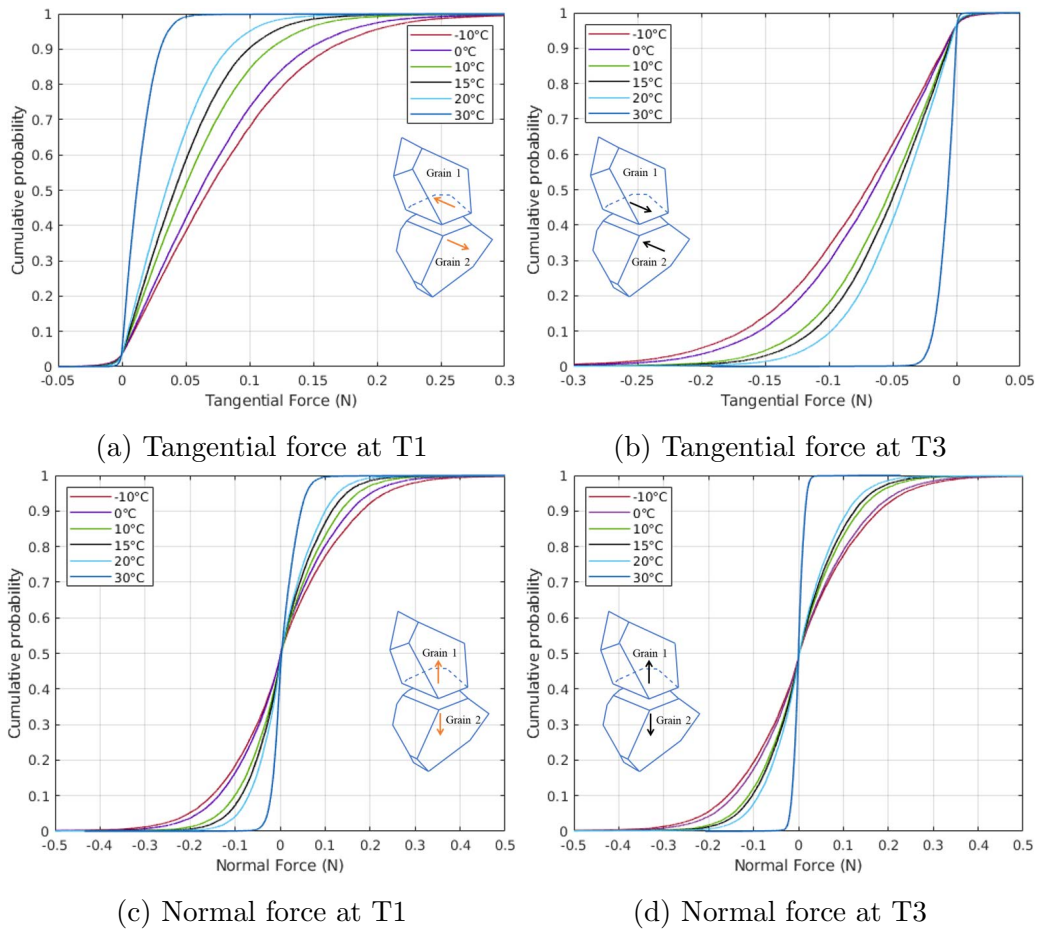 1
0.9
0.8
0.7
0.6
0.5
0.4
0.3
0.2
0.1
0
Cumulative probability
-0.05
0
0.05
0.1
0.15
0.2
0.25
0.3
Tangential Force (N)
-10°C
0°C
10°C
15°C
20°C
30°C
Grain 1
Grain 2
(a) Tangential force at T1
1
0.9
0.8
0.7
0.6
0.5
0.4
0.3
0.2
0.1
0
Cumulative probability
-0.3
-0.25
-0.2
-0.15
-0.1
-0.05
0
0.05
Tangential Force (N)
-10°C
0°C
10°C
15°C
20°C
30°C
Grain 1
Grain 2
(b) Tangential force at T3
1
0.9
0.8
0.7
0.6
0.5
0.4
0.3
0.2
0.1
0
Cumulative probability
-0.5
-0.4
-0.3
-0.2
-0.1
0
0.1
0.2
0.3
0.4
0.5
Normal Force (N)
-10°C
0°C
10°C
15°C
20°C
30°C
Grain 1
Grain 2
(c) Normal force at T1
1
0.9
0.8
0.7
0.6
0.5
0.4
0.3
0.2
0.1
0
Cumulative probability
-0.5
-0.4
-0.3
-0.2
-0.1
0
0.1
0.2
0.3
0.4
0.5
Normal Force (N)
-10°C
0°C
10°C
15°C
20°C
30°C
Grain 1
Grain 2
(d) Normal force at T3